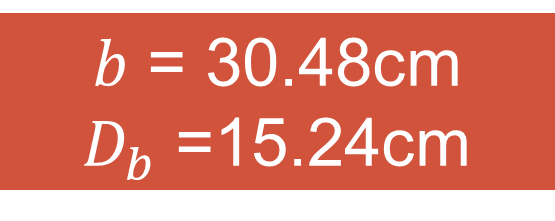 b = 30.48cm
D_b =15.24cm